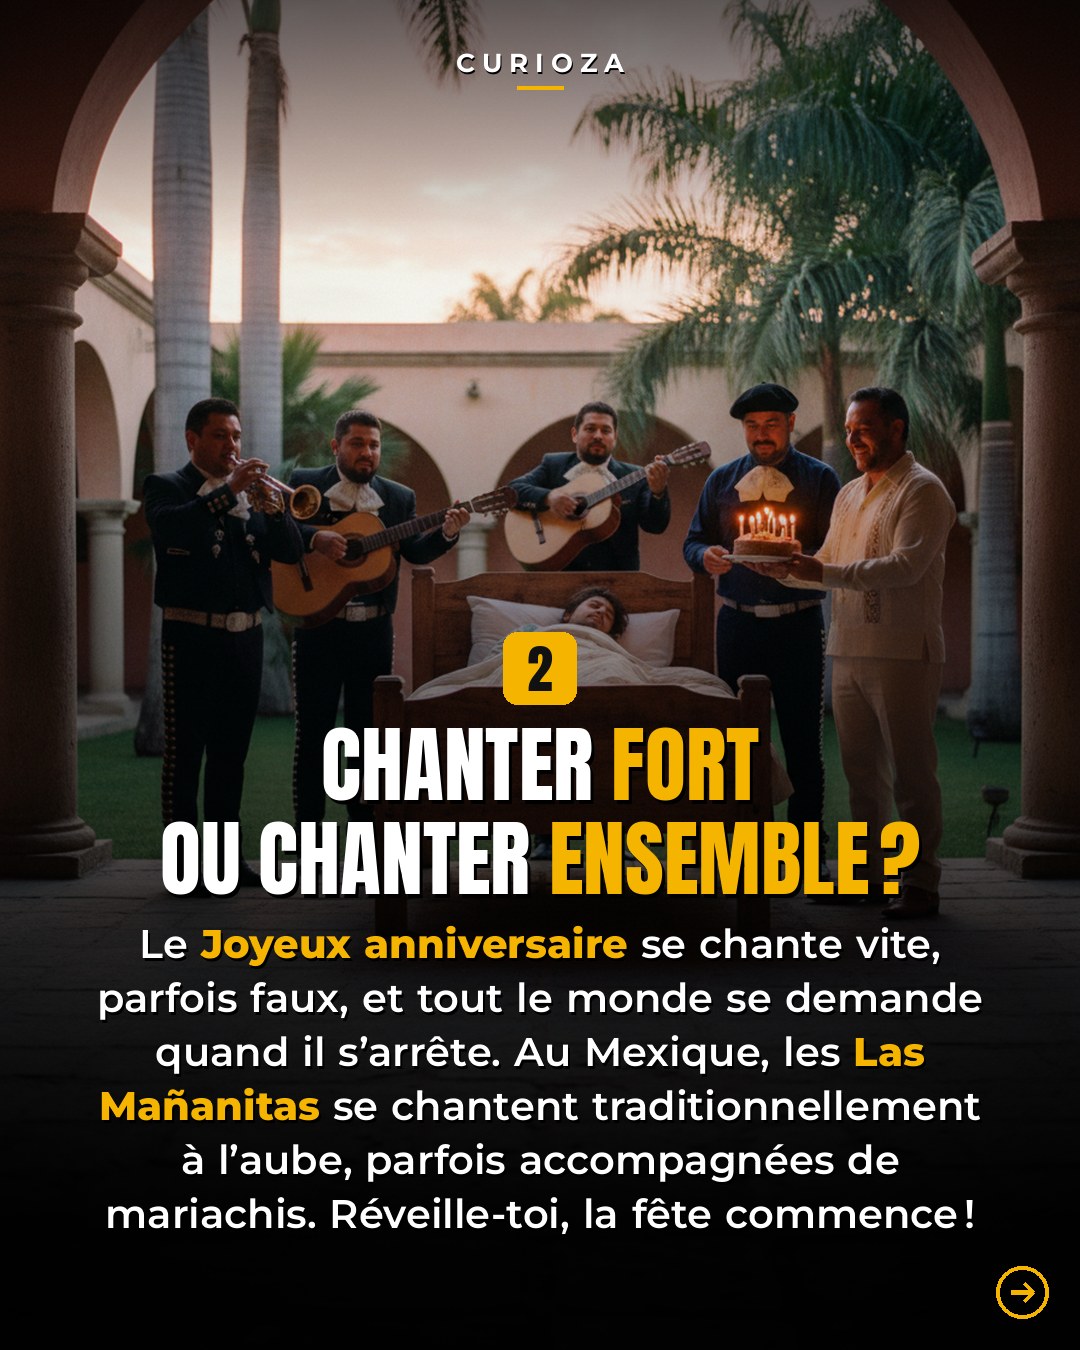 CURIOZA
2
CHANTER FORT
OU CHANTER ENSEMBLE ?
Le Joyeux anniversaire se chante vite,
parfois faux, et tout le monde se demande
quand il s’arrête. Au Mexique, les Las
Mañanitas se chantent traditionnellement
à l’aube, parfois accompagnées de
mariachis. Réveille-toi, la fête commence !